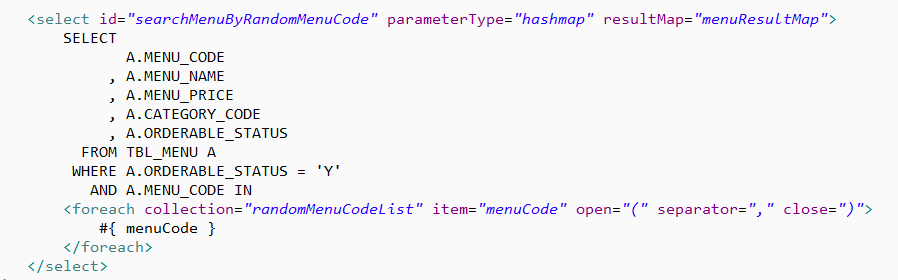 <select id="searchMenuByRandomMenuCode" parameterType="hashmap" resultMap="menuResultMap">
SELECT
A.MENU_CODE
, A.MENU_NAME
, A.MENU_PRICE
, A.CATEGORY_CODE
, A.ORDERABLE_STATUS
FROM TBL_MENU A
WHERE A.ORDERABLE_STATUS = 'Y'
AND A.MENU_CODE IN
<foreach collection="randomMenuCodeList" item="menuCode" open="(" separator="," close=")">
#{ menuCode }
</foreach>
</select>